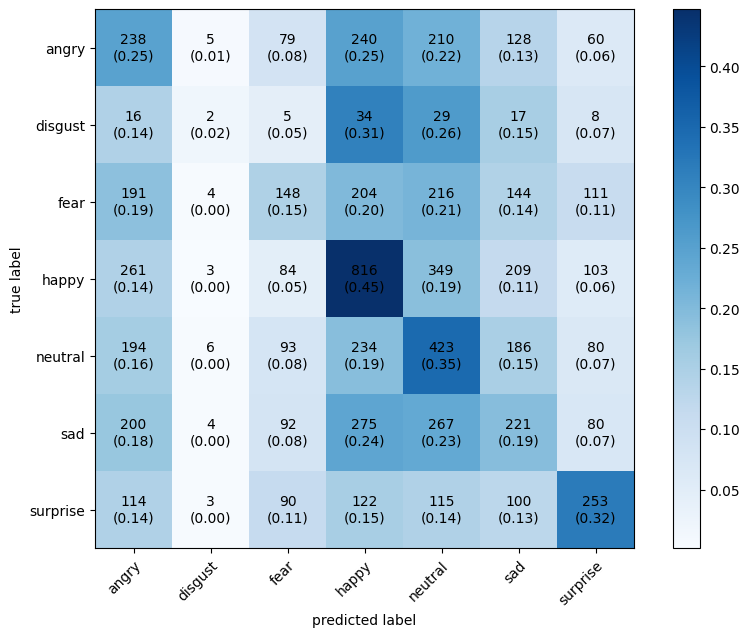 angry 238 5 79 240 210 128 60
(0.25) (0.01) (0.08) (0.25) (0.22) (0.13) (0.06)
disgust 16 2 5 34 29 17 8
(0.14) (0.02) (0.05) (0.31) (0.26) (0.15) (0.07)
fear 191 4 148 204 216 144 111
(0.19) (0.00) (0.15) (0.20) (0.21) (0.14) (0.11)
happy 261 3 84 816 349 209 103
(0.14) (0.00) (0.05) (0.45) (0.19) (0.11) (0.06)
neutral 194 6 93 234 423 186 80
(0.16) (0.00) (0.08) (0.19) (0.35) (0.15) (0.07)
sad 200 4 92 275 267 221 80
(0.18) (0.00) (0.08) (0.24) (0.23) (0.19) (0.07)
surprise 114 3 90 122 115 100 253
(0.14) (0.00) (0.11) (0.15) (0.14) (0.13) (0.32)
angry disgust fear happy neutral sad surprise
predicted label
true label
0.40
0.35
0.30
0.25
0.20
0.15
0.10
0.05